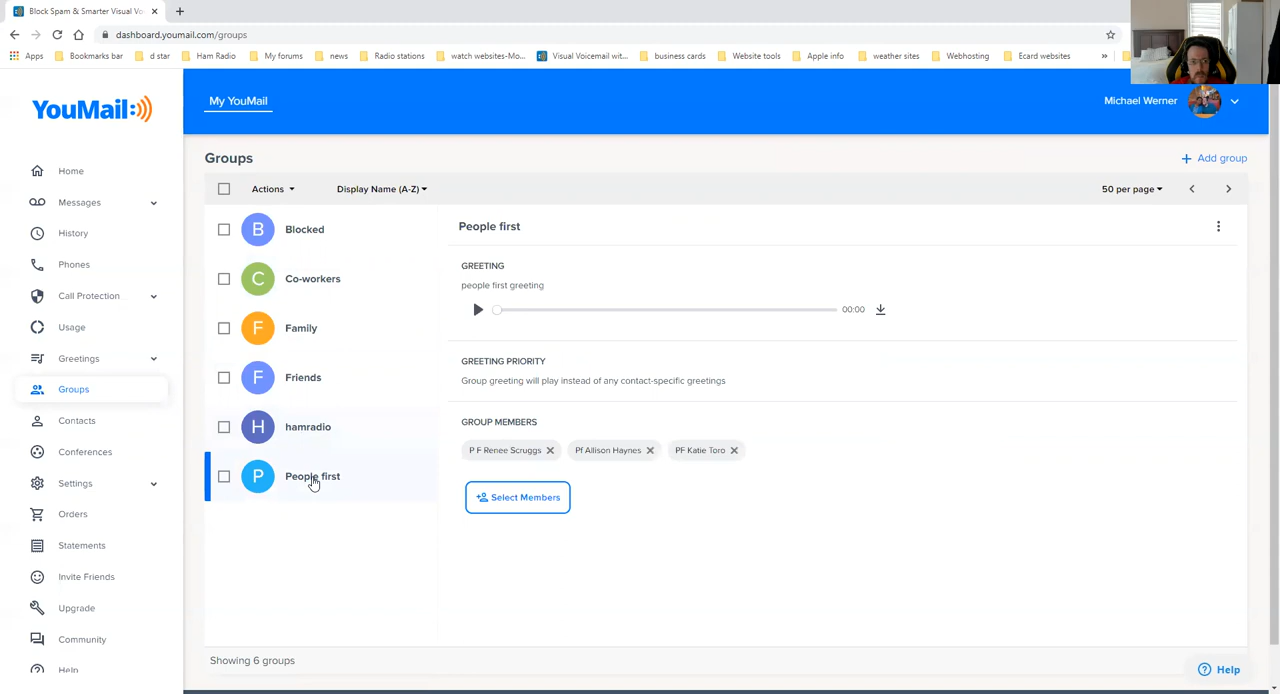 Block Spam & Smarter Visual Vo
dashboard.youmail.com/groups
Apps Bookmarks bar d star Ham Radio My forums news Radio stations watch websites-Mo... Visual Voicemail wit... business cards Website tools Apple info weather sites Webhosting Ecard websites »
YouMail
My YouMail
Michael Werner
Home
Messages
History
Phones
Call Protection
Usage
Greetings
Groups
Contacts
Conferences
Settings
Orders
Statements
Invite Friends
Upgrade
Community
Help
Groups
+ Add group
Actions Display Name (A-Z) 50 per page
B Blocked
C Co-workers
F Family
F Friends
H hamradio
P People first
People first
GREETING
people first greeting
00:00
GREETING PRIORITY
Group greeting will play instead of any contact-specific greetings
GROUP MEMBERS
P F Renee Scruggs Pf Allison Haynes PF Katie Toro
Select Members
Showing 6 groups
Help